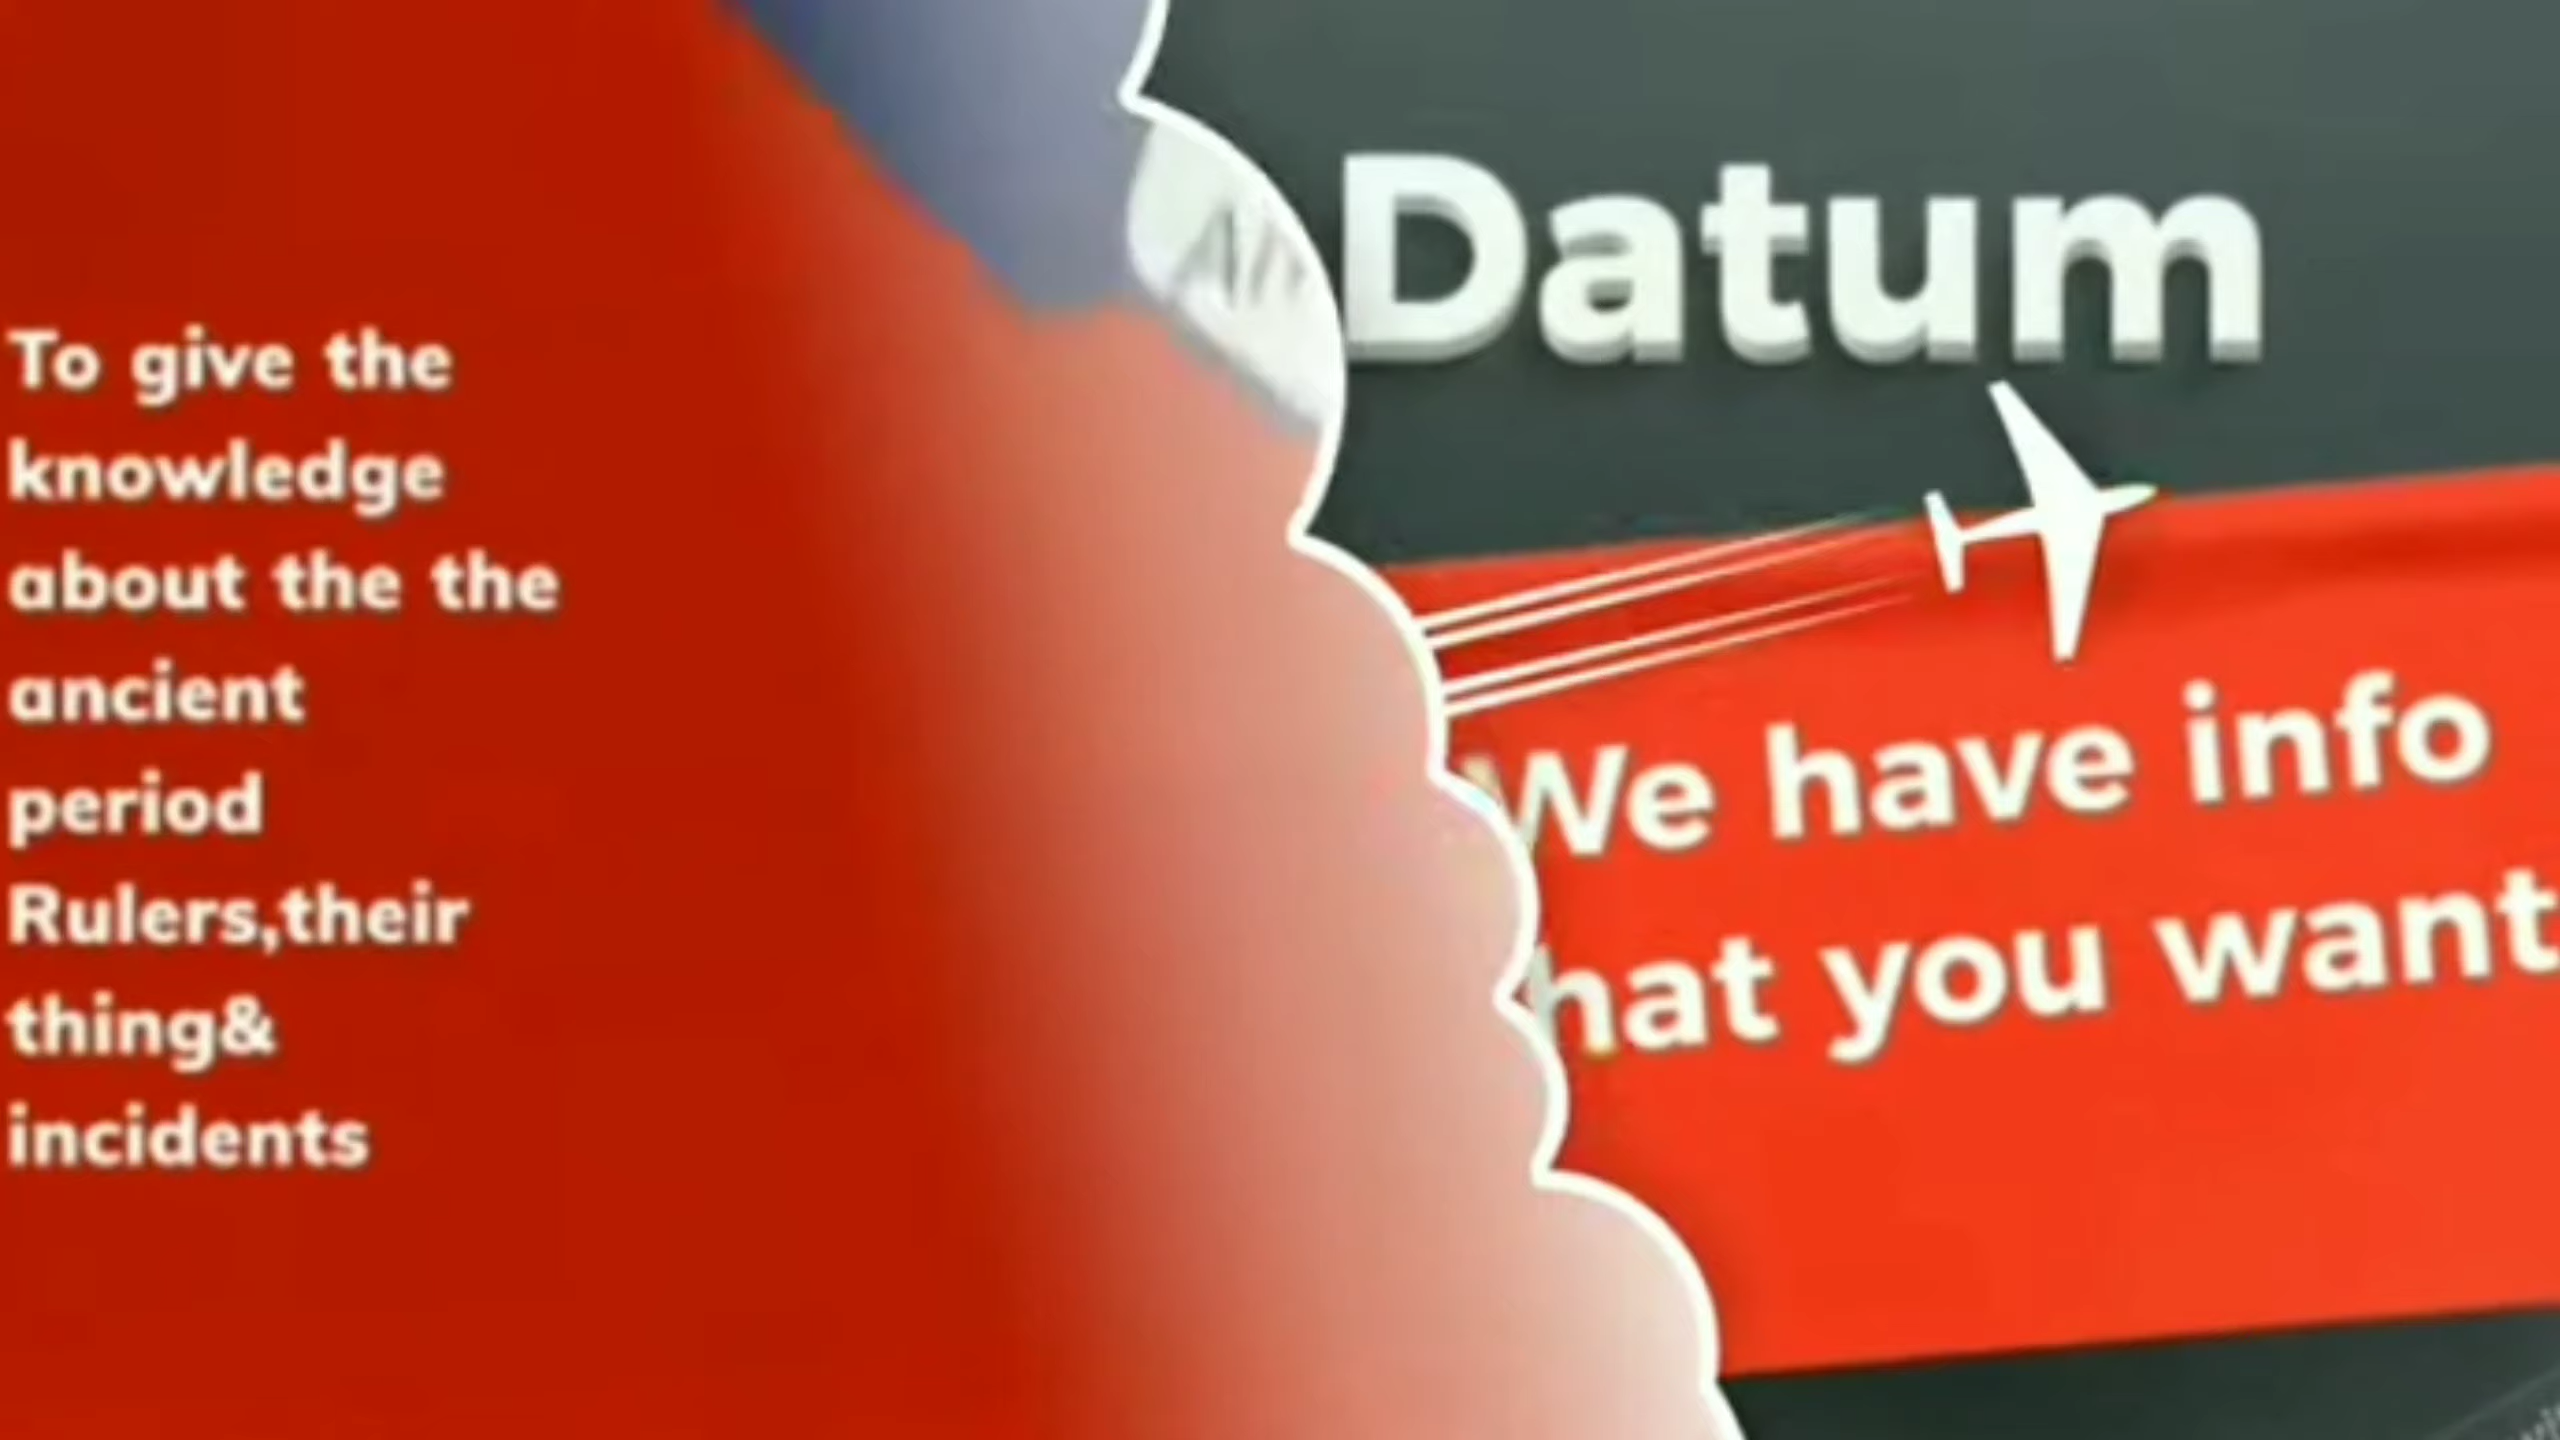 To give the
knowledge
about the the
ancient
period
Rulers,their
thing&
incidents
Datum
We have info
hat you want